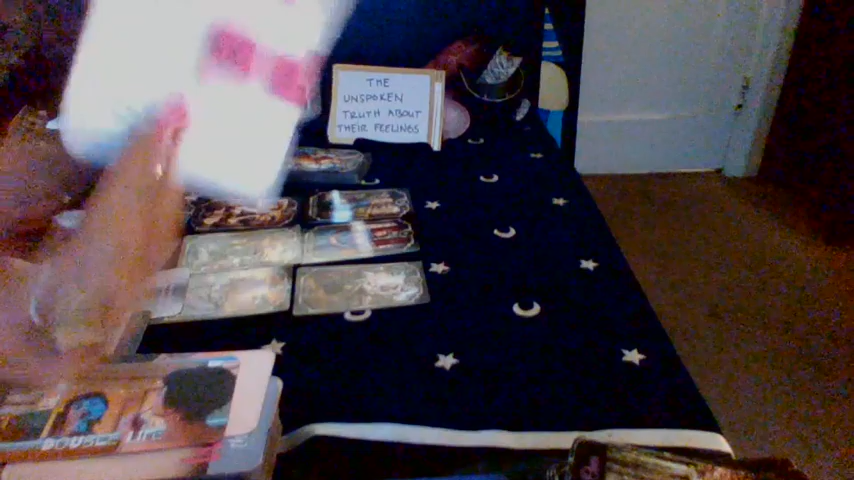 THE
UNSPOKEN
TRUTH ABOUT
THEIR FEELINGS
DOUBLE LIFE